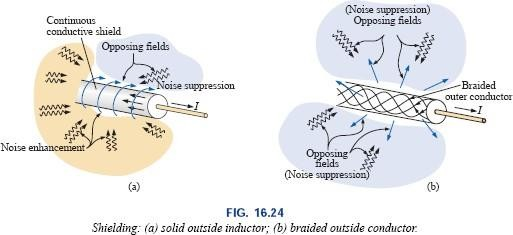 Continuous
conductive shield
Opposing fields
Noise suppression
I
Noise enhancement
(a)
(Noise suppression)
Opposing fields
Braided
outer conductor
I
Opposing
fields
(Noise suppression)
(b)
FIG. 16.24
Shielding: (a) solid outside inductor; (b) braided outside conductor.